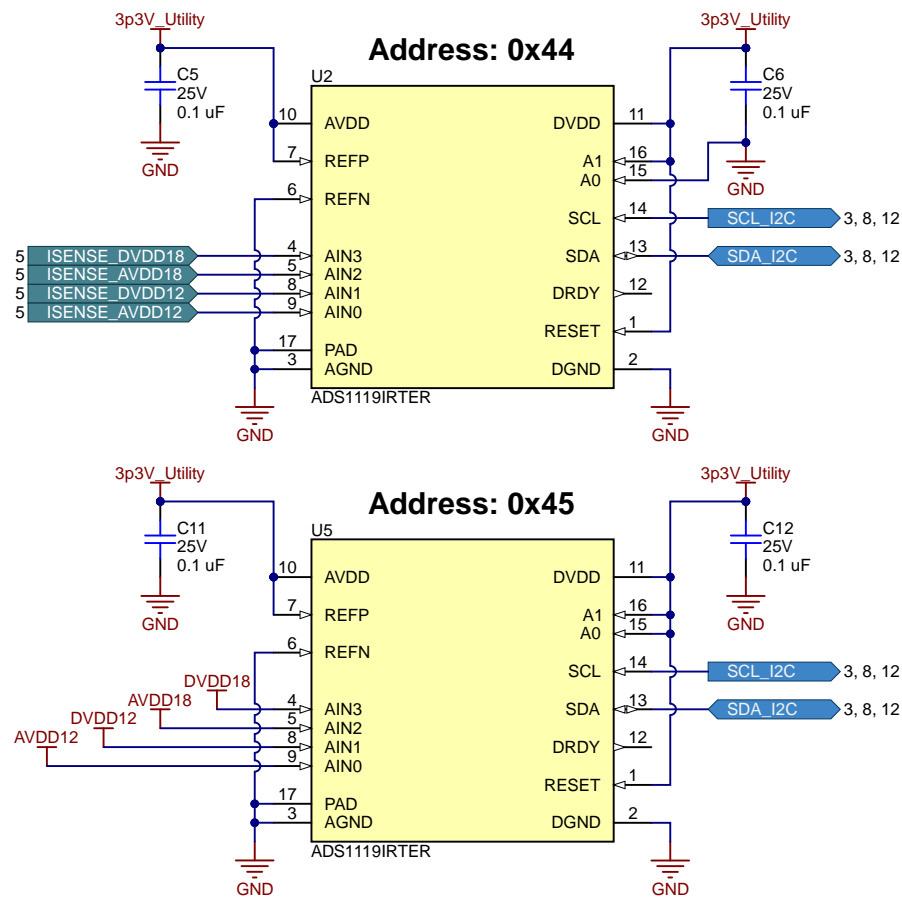 3p3V_Utility
3p3V_Utility
Address: 0x44
C5
25V
0.1 uF
GND
C6
25V
0.1 uF
GND
U2
10 AVDD
7 REFP
6 REFN
4 AIN3
5 AIN2
8 AIN1
9 AIN0
17 PAD
3 AGND
DVDD 11
A1 16
A0 15
SCL 14
SDA 13
DRDY 12
RESET 1
DGND 2
ADS1119IRTER
5 ISENSE_DVDD18
5 ISENSE_AVDD18
5 ISENSE_DVDD12
5 ISENSE_AVDD12
SCL_I2C 3, 8, 12
SDA_I2C 3, 8, 12
GND
GND
3p3V_Utility
3p3V_Utility
Address: 0x45
C11
25V
0.1 uF
GND
C12
25V
0.1 uF
GND
U5
10 AVDD
7 REFP
6 REFN
4 AIN3
5 AIN2
8 AIN1
9 AIN0
17 PAD
3 AGND
DVDD 11
A1 16
A0 15
SCL 14
SDA 13
DRDY 12
RESET 1
DGND 2
ADS1119IRTER
DVDD18
AVDD18
DVDD12
AVDD12
SCL_I2C 3, 8, 12
SDA_I2C 3, 8, 12
GND
GND